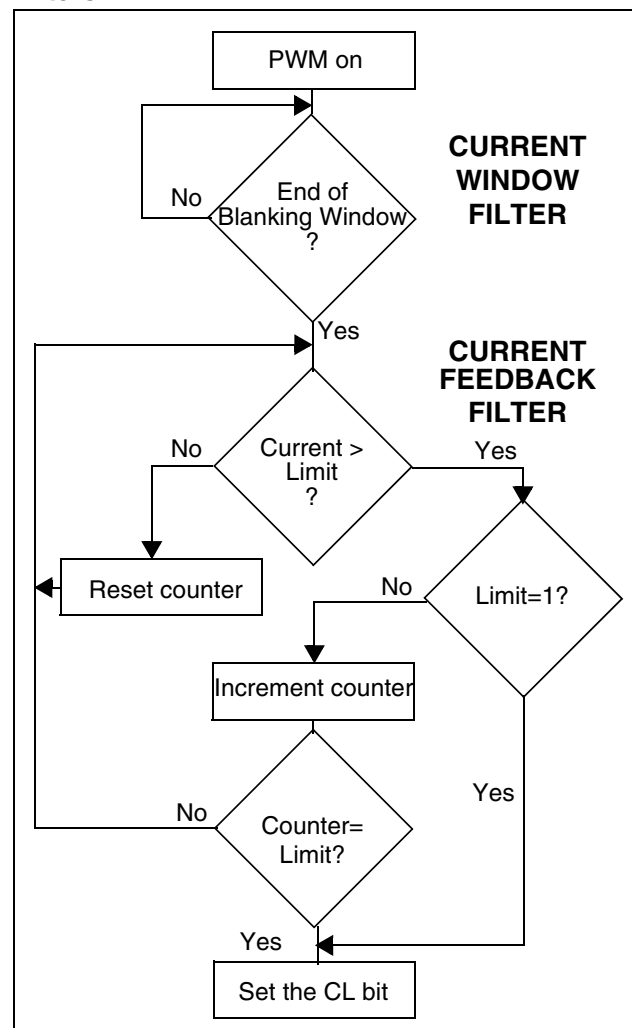 PWM on
CURRENT
WINDOW
FILTER
No
End of
Blanking Window
?
Yes
CURRENT
FEEDBACK
FILTER
No
Current >
Limit
?
Yes
Reset counter
No
Limit=1?
Increment counter
No
Counter=
Limit?
Yes
Yes
Set the CL bit